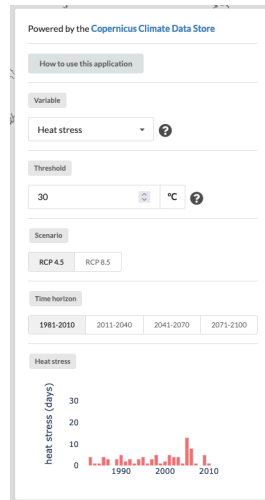 Powered by the Copernicus Climate Data Store
How to use this application
Variable
Heat stress
?
Threshold
30 °C
?
Scenario
RCP 4.5 RCP 8.5
Time horizon
1981-2010 2011-2040 2041-2070 2071-2100
Heat stress
heat stress (days)
30
20
10
0
1990 2000 2010